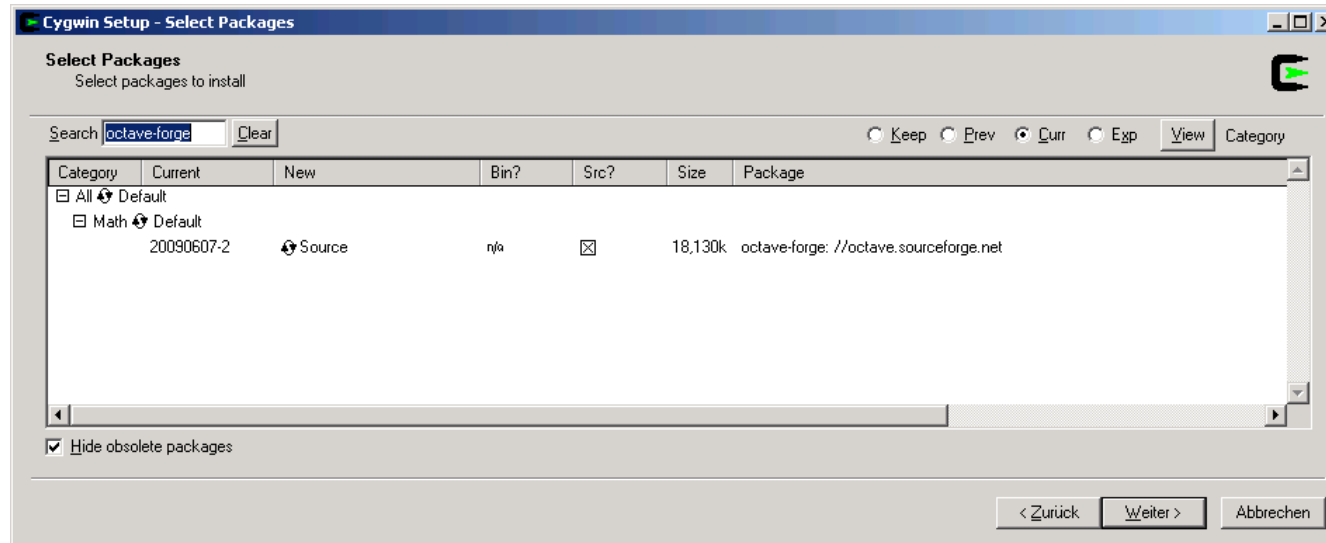 Cygwin Setup - Select Packages
Select Packages
Select packages to install
Search octave-forge Clear Keep Prev Curr Exp View Category
Category Current New Bin? Src? Size Package
All Default
Math Default
20090607-2 Source n/a 18,130k octave-forge: //octave.sourceforge.net
Hide obsolete packages
< Zurück Weiter > Abbrechen